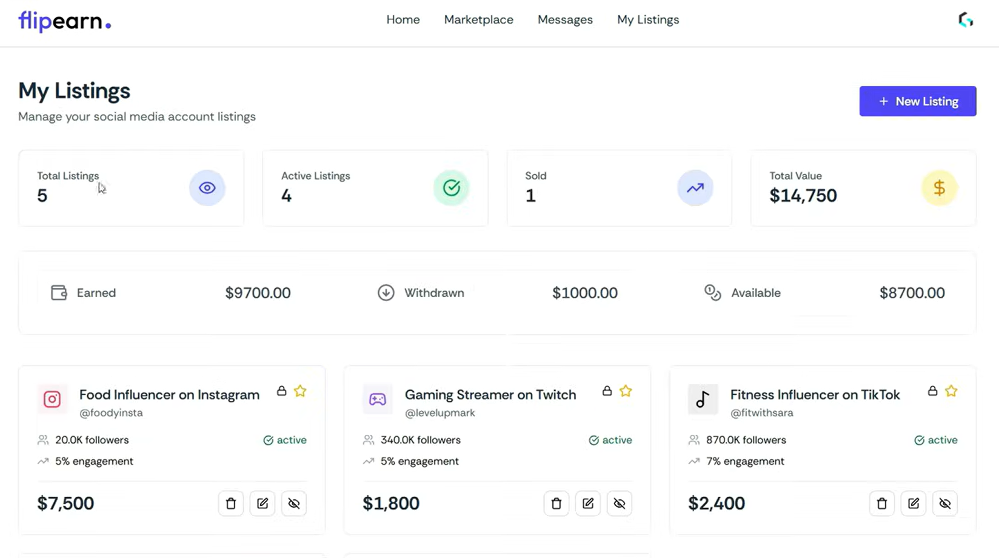 flipearn.
Home Marketplace Messages My Listings
My Listings
Manage your social media account listings
+ New Listing
Total Listings
5
Active Listings
4
Sold
1
Total Value
$14,750
Earned $9700.00 Withdrawn $1000.00 Available $8700.00
Food Influencer on Instagram
@foodyinsta
20.0K followers active
5% engagement
$7,500
Gaming Streamer on Twitch
@levelupmark
340.0K followers active
5% engagement
$1,800
Fitness Influencer on TikTok
@fitwithsara
870.0K followers active
7% engagement
$2,400